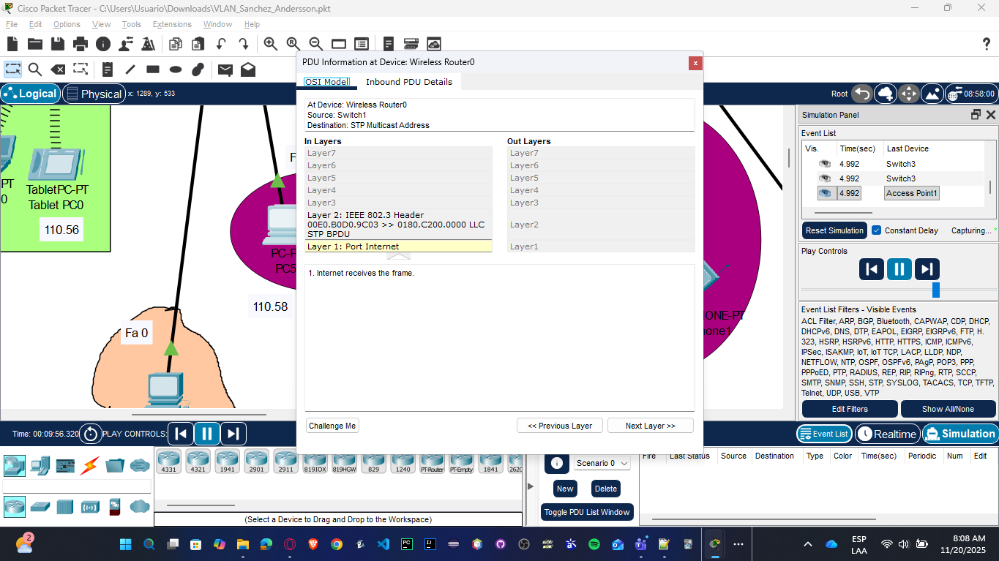 Cisco Packet Tracer - C:\Users\Usuario\Downloads\VLAN_Sanchez_Andersson.pkt
File Edit Options View Tools Extensions Window Help
Logical Physical x: 1289, y: 533
Root 08:58:00
PDU Information at Device: Wireless Router0
x
OSI Model Inbound PDU Details
At Device: Wireless Router0
Source: Switch1
Destination: STP Multicast Address
In Layers Out Layers
Layer7 Layer7
Layer6 Layer6
Layer5 Layer5
Layer4 Layer4
Layer3 Layer3
Layer 2: IEEE 802.3 Header
00E0.B0D0.9C03 >> 0180.C200.0000 LLC
STP BPDU
Layer2
Layer 1: Port Internet Layer1
1. Internet receives the frame.
Challenge Me << Previous Layer Next Layer >>
PT
0
TabletPC-PT
Tablet PC0
110.56
F
PC-P
PC5
110.58
Fa 0
ONE-PT
one1
Simulation Panel
Event List
Vis. Time(sec) Last Device
4.992 Switch3
4.992 Switch3
4.992 Access Point1
Reset Simulation Constant Delay Capturing... *
Play Controls
Event List Filters - Visible Events
ACL Filter, ARP, BGP, Bluetooth, CAPWAP, CDP, DHCP,
DHCPv6, DNS, DTP, EAPOL, EIGRP, EIGRPv6, FTP, H.
323, HSRP, HSRPv6, HTTP, HTTPS, ICMP, ICMPv6,
IPSec, ISAKMP, IoT, IoT TCP, LACP, LLDP, NDP,
NETFLOW, NTP, OSPF, OSPFv6, PAgP, POP3, PPP,
PPPoED, PTP, RADIUS, REP, RIP, RIPng, RTP, SCCP,
SMTP, SNMP, SSH, STP, SYSLOG, TACACS, TCP, TFTP,
Telnet, UDP, USB, VTP
Edit Filters Show All/None
Time: 00:09:56.320 PLAY CONTROLS:
Event List Realtime Simulation
4331 4321 1941 2901 2911 819IOX 819HGW 829 1240 PT-Router PT-Empty 1841 2620
(Select a Device to Drag and Drop to the Workspace)
Scenario 0
New Delete
Toggle PDU List Window
Fire Last Status Source Destination Type Color Time(sec) Periodic Num Edit
2
ESP
LAA
8:08 AM
11/20/2025